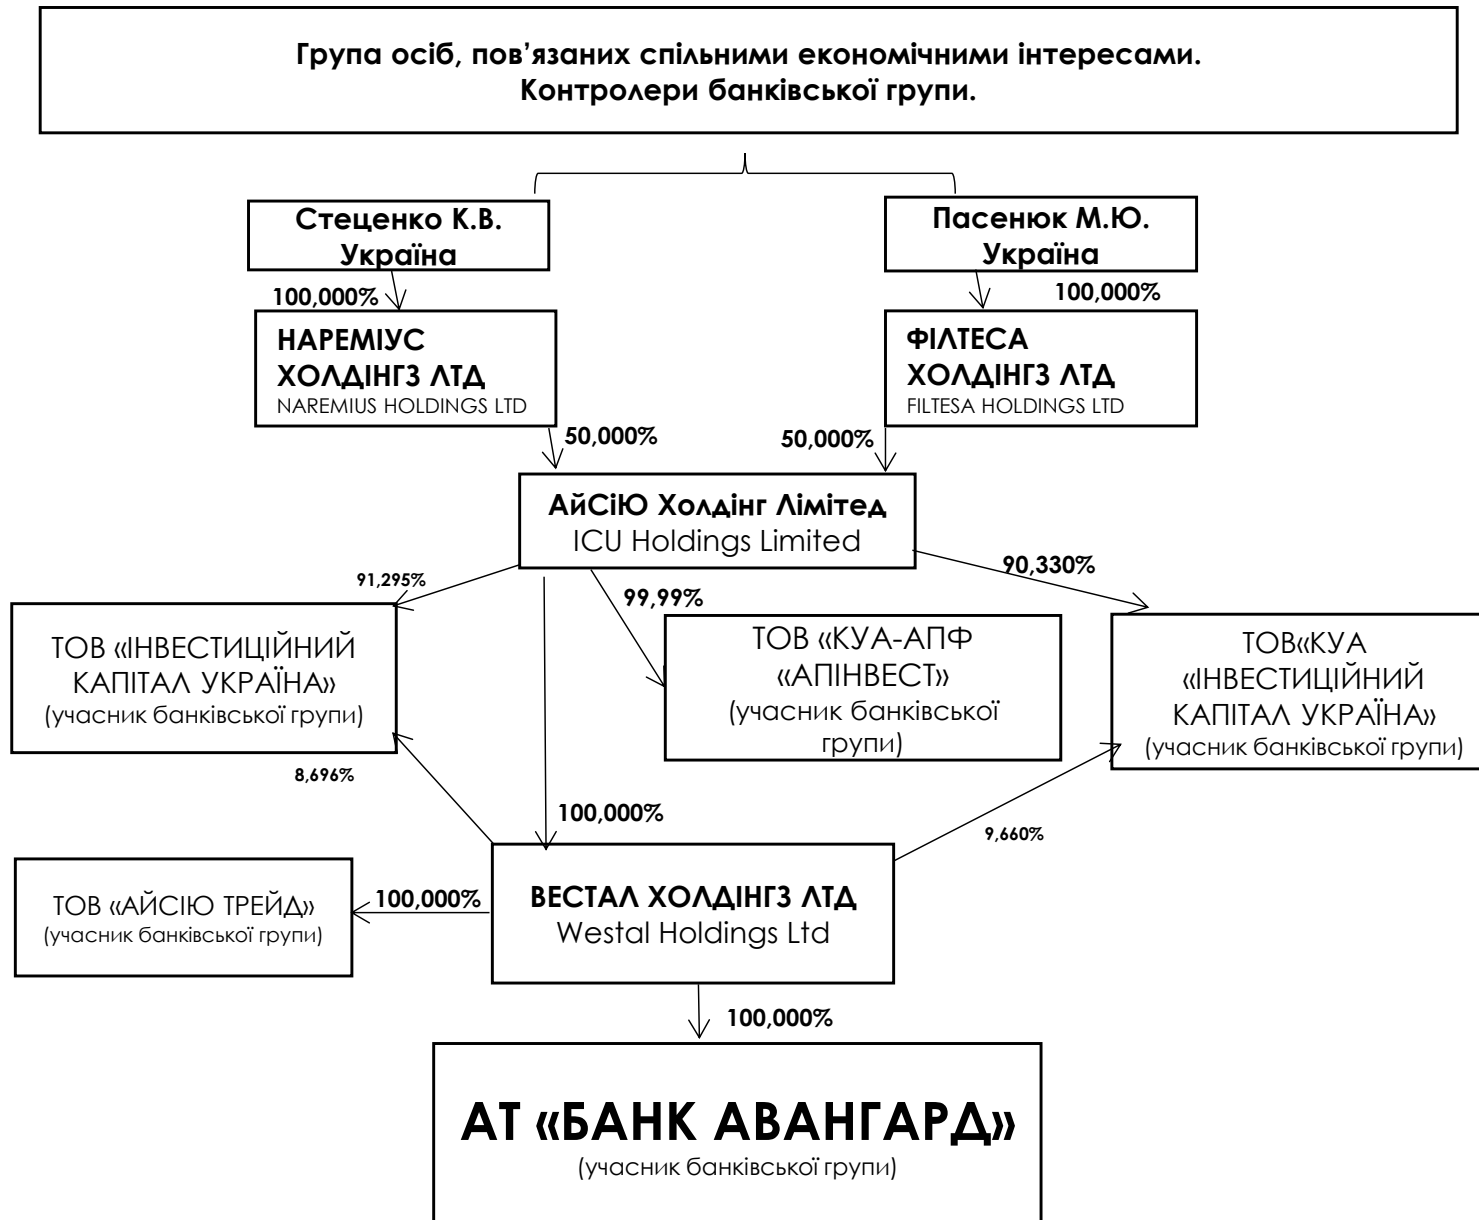 Група осіб, пов’язаних спільними економічними інтересами.
Контролери банківської групи.
Стеценко К.В.
Україна
Пасенюк М.Ю.
Україна
100,000%
100,000%
НАРЕМІУС
ХОЛДІНГЗ ЛТД
NAREMIUS HOLDINGS LTD
ФІЛТЕСА
ХОЛДІНГЗ ЛТД
FILTESA HOLDINGS LTD
50,000%
50,000%
АйСіЮ Холдінг Лімітед
ICU Holdings Limited
91,295%
99,99%
90,330%
ТОВ «ІНВЕСТИЦІЙНИЙ
КАПІТАЛ УКРАЇНА»
(учасник банківської групи)
ТОВ «КУА-АПФ
«АПІНВЕСТ»
(учасник банківської
групи)
ТОВ«КУА
«ІНВЕСТИЦІЙНИЙ
КАПІТАЛ УКРАЇНА»
(учасник банківської групи)
8,696%
100,000%
9,660%
ТОВ «АЙСІЮ ТРЕЙД»
(учасник банківської групи)
100,000%
ВЕСТАЛ ХОЛДІНГЗ ЛТД
Westal Holdings Ltd
100,000%
АТ «БАНК АВАНГАРД»
(учасник банківської групи)